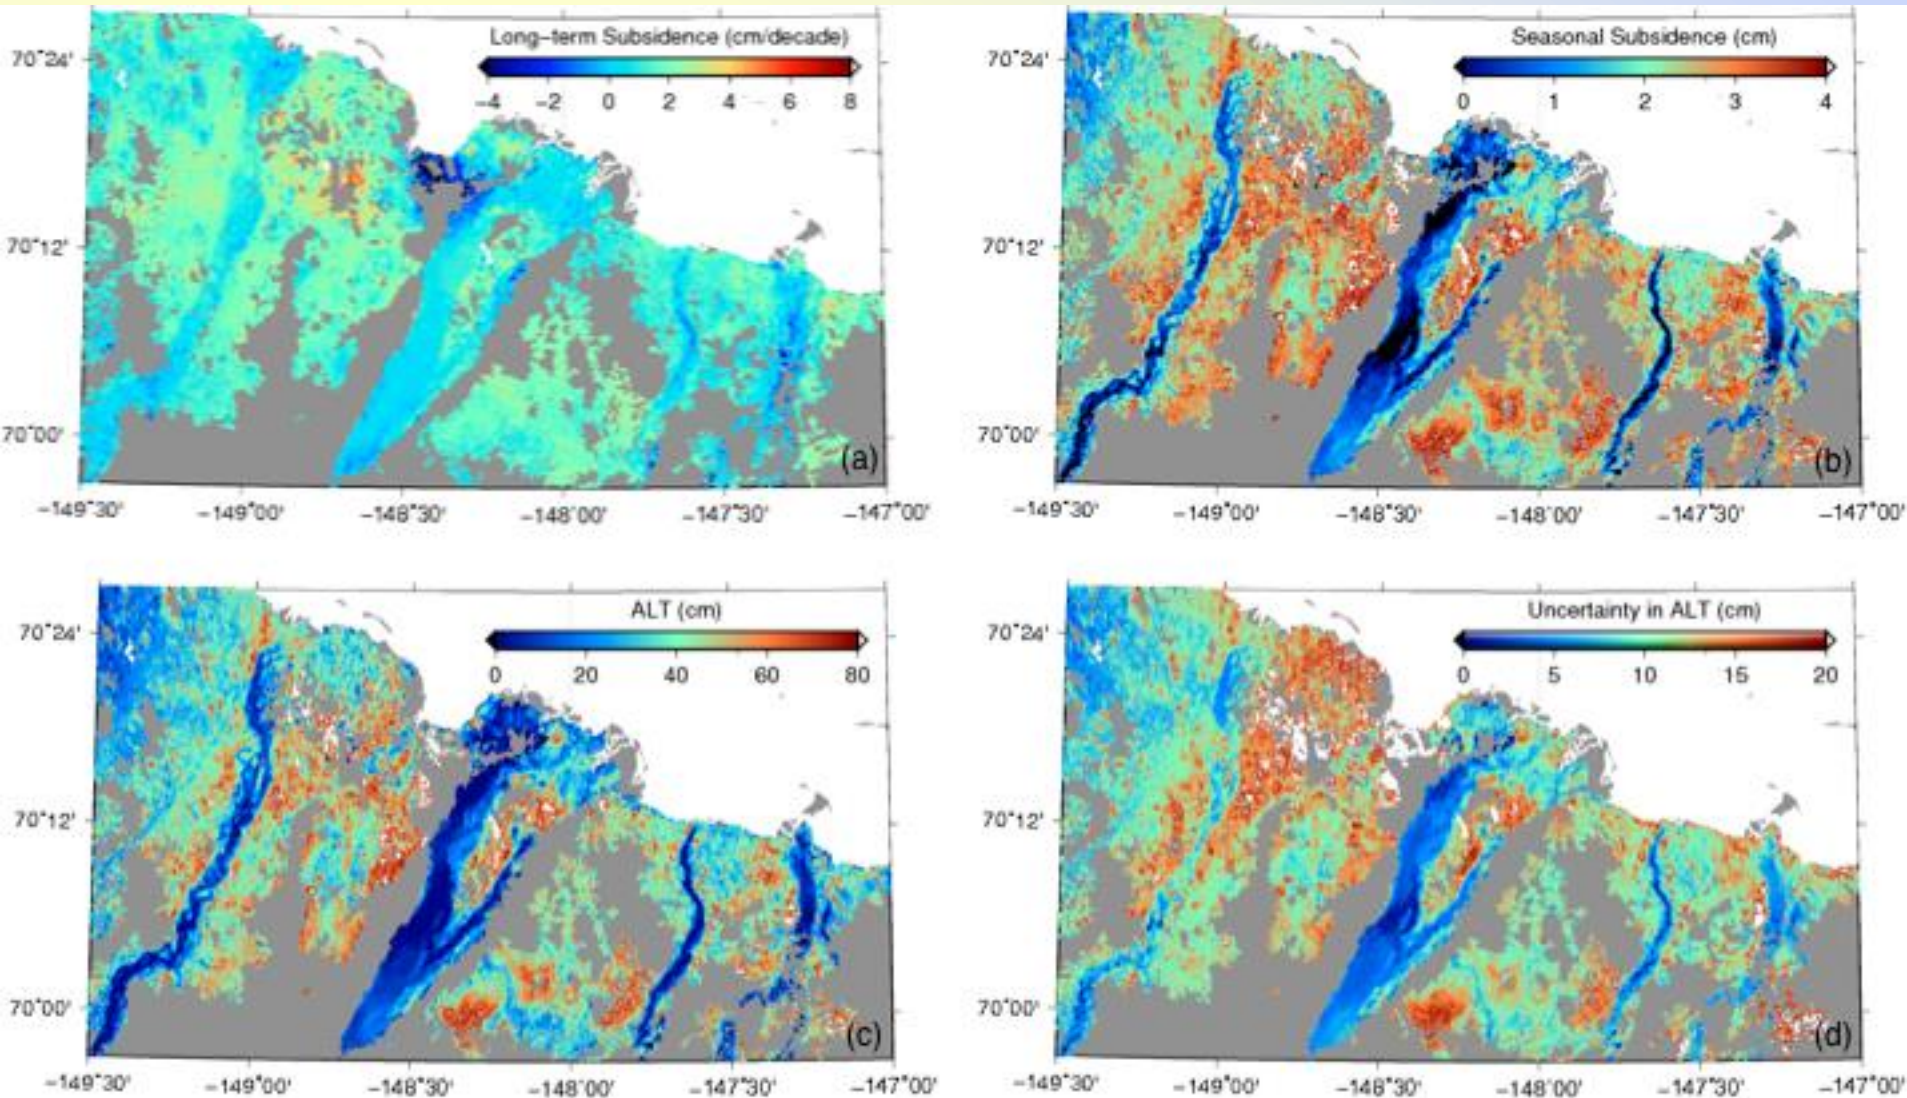 Long−term Subsidence (cm/decade)
−4 −2 0 2 4 6 8
70°24'
70°12'
70°00'
(a)
−149°30' −149°00' −148°30' −148°00' −147°30' −147°00'
Seasonal Subsidence (cm)
0 1 2 3 4
70°24'
70°12'
70°00'
(b)
−149°30' −149°00' −148°30' −148°00' −147°30' −147°00'
ALT (cm)
0 20 40 60 80
70°24'
70°12'
70°00'
(c)
−149°30' −149°00' −148°30' −148°00' −147°30' −147°00'
Uncertainty in ALT (cm)
0 5 10 15 20
70°24'
70°12'
70°00'
(d)
−149°30' −149°00' −148°30' −148°00' −147°30' −147°00'